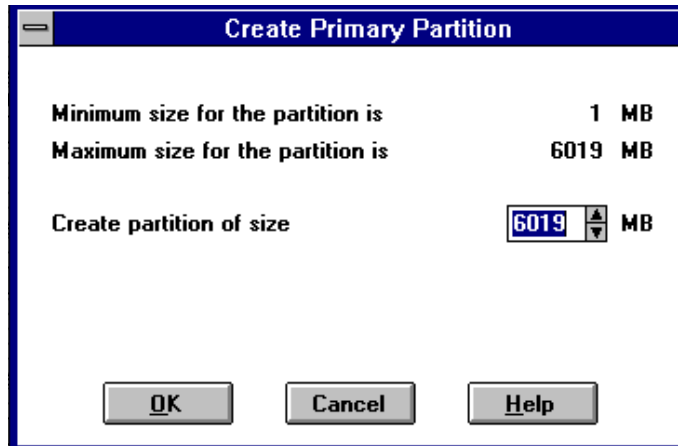 Create Primary Partition
Minimum size for the partition is 1 MB
Maximum size for the partition is 6019 MB
Create partition of size 6019 MB
OK Cancel Help